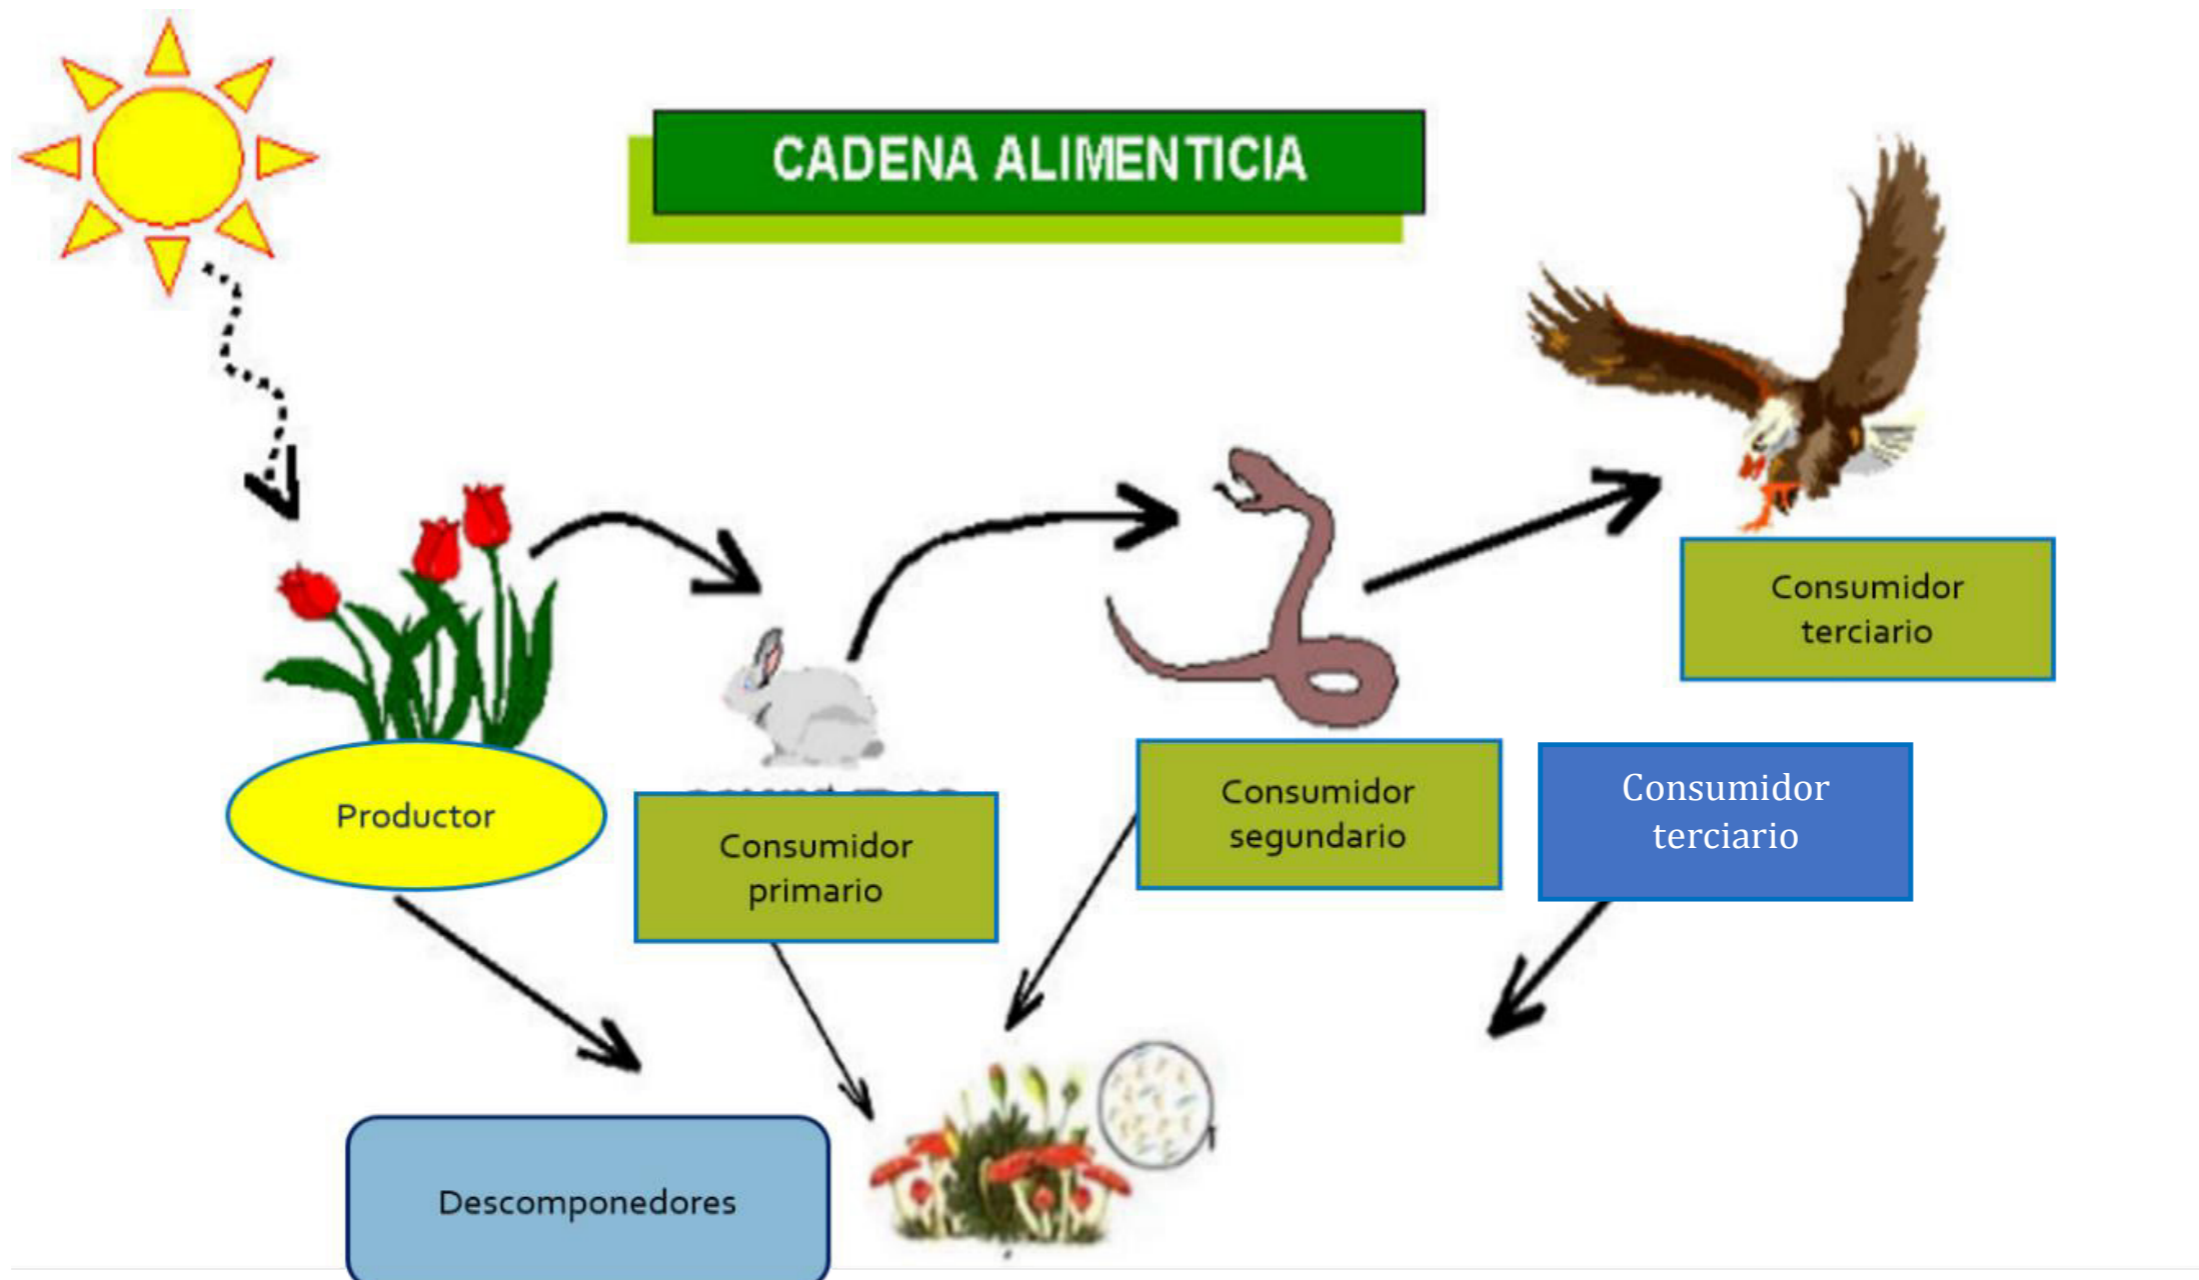 CADENA ALIMENTICIA
Consumidor
terciario
Productor
Consumidor
primario
Consumidor
segundario
Consumidor
terciario
Descomponedores